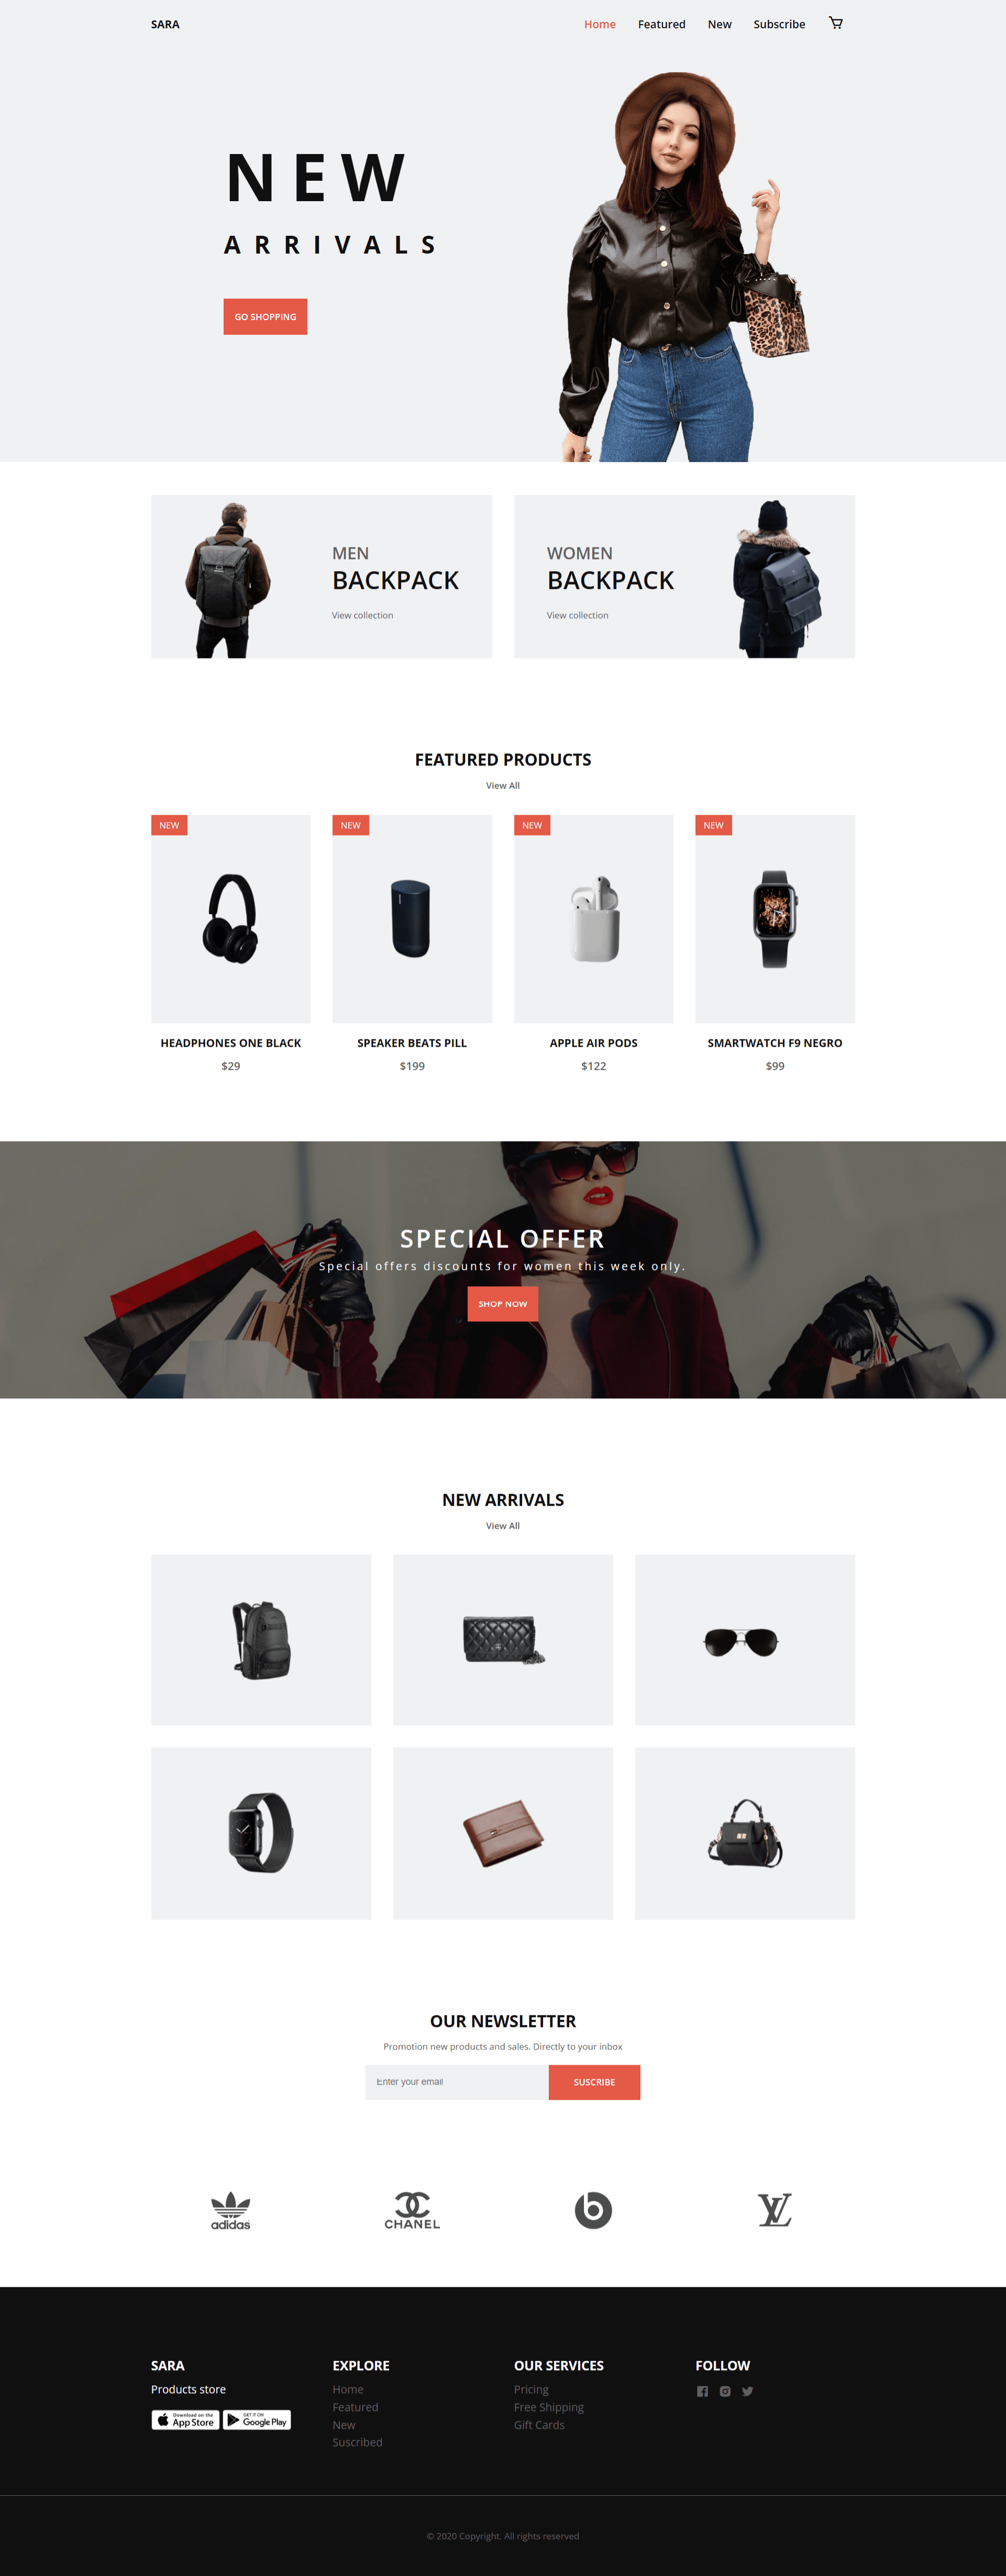 SARA
Home Featured New Subscribe
NEW
ARRIVALS
GO SHOPPING
MEN
BACKPACK
View collection
WOMEN
BACKPACK
View collection
FEATURED PRODUCTS
View All
NEW
NEW
NEW
NEW
HEADPHONES ONE BLACK
$29
SPEAKER BEATS PILL
$199
APPLE AIR PODS
$122
SMARTWATCH F9 NEGRO
$99
SPECIAL OFFER
Special offers discounts for women this week only.
SHOP NOW
NEW ARRIVALS
View All
OUR NEWSLETTER
Promotion new products and sales. Directly to your inbox
Enter your email
SUSCRIBE
adidas
CHANEL
b
LV
SARA
Products store
Download on the
App Store
GET IT ON
Google Play
EXPLORE
Home
Featured
New
Suscribed
OUR SERVICES
Pricing
Free Shipping
Gift Cards
FOLLOW
© 2020 Copyright. All rights reserved